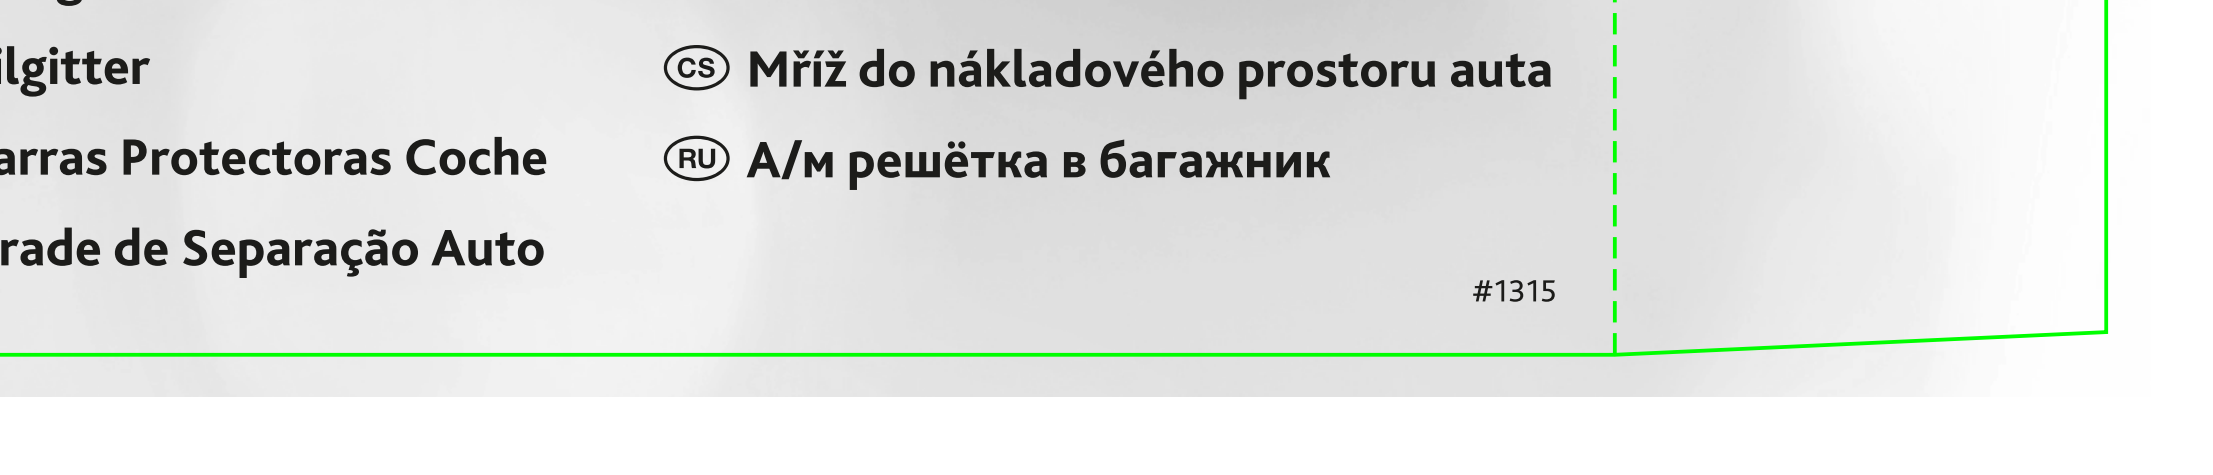 ilgitter
arras Protectoras Coche
rade de Separação Auto
CS Mříž do nákladového prostoru auta
RU А/м решётка в багажник
#1315